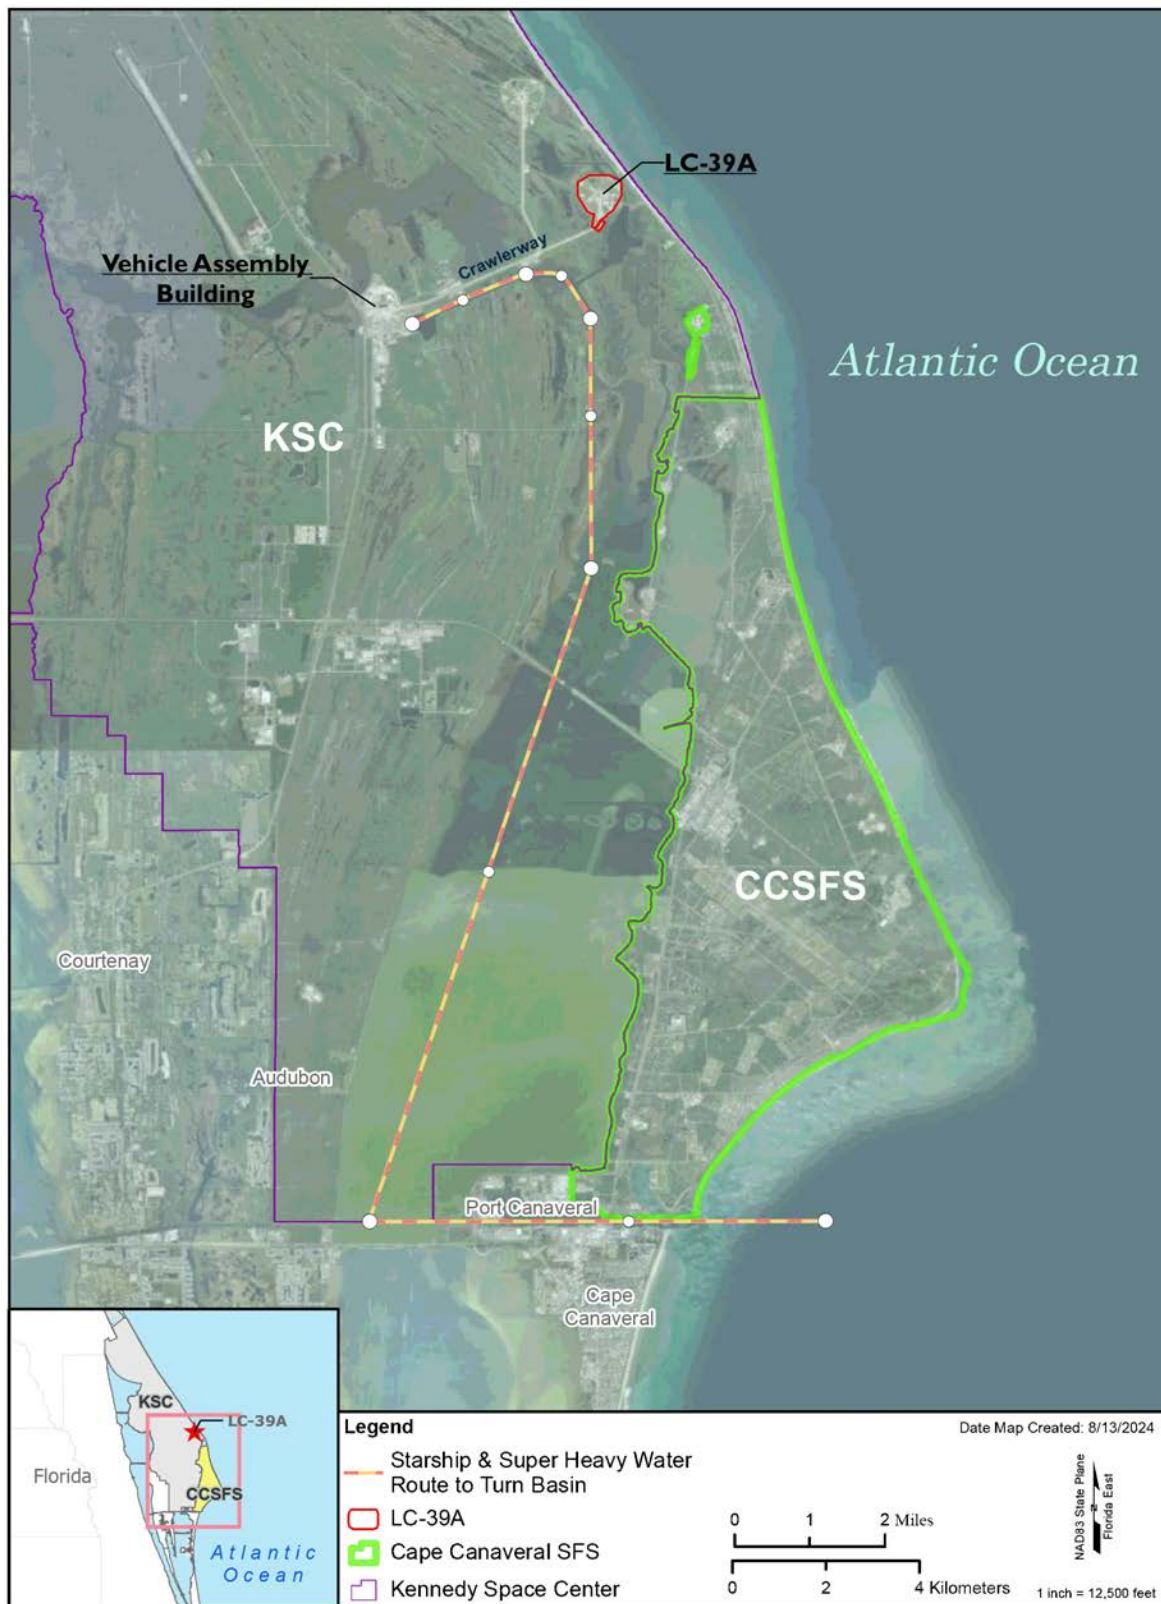 LC-39A
Crawlerway
Vehicle Assembly
Building
Atlantic Ocean
KSC
CCSFS
Courtenay
Audubon
Port Canaveral
Cape
Canaveral
KSC
LC-39A
Florida
CCSFS
Atlantic
Ocean
Legend
Date Map Created: 8/13/2024
Starship & Super Heavy Water
Route to Turn Basin
LC-39A
Cape Canaveral SFS
Kennedy Space Center
0 1 2 Miles
0 2 4 Kilometers
NAD83 State Plane
Florida East
N
1 inch = 12,500 feet